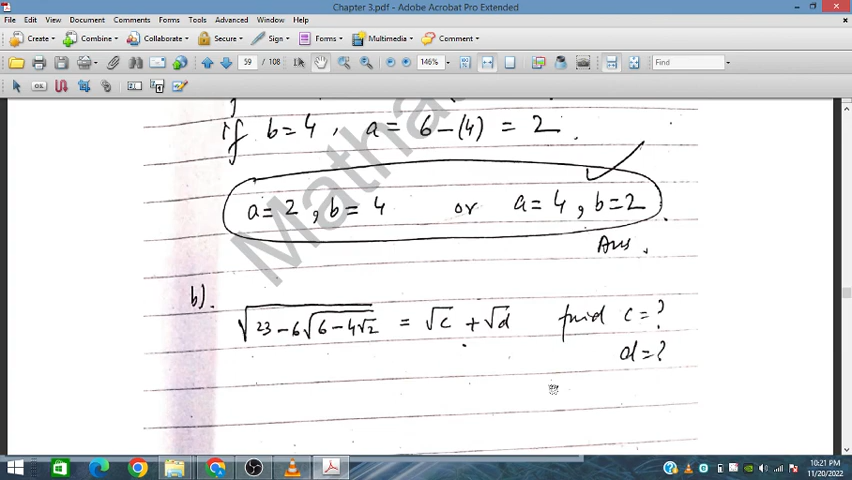 Chapter 3.pdf - Adobe Acrobat Pro Extended
File Edit View Document Comments Forms Tools Advanced Window Help
Create Combine Collaborate Secure Sign Forms Multimedia Comment
59 / 108 146% Find
if b=4, a= 6-(4) = 2.
a=2, b=4 or a=4, b=2.
Ans.
b).
√(23-6√(6-4√2)) = √c + √d. find c=?
d=?
Matha
10:21 PM
11/20/2022